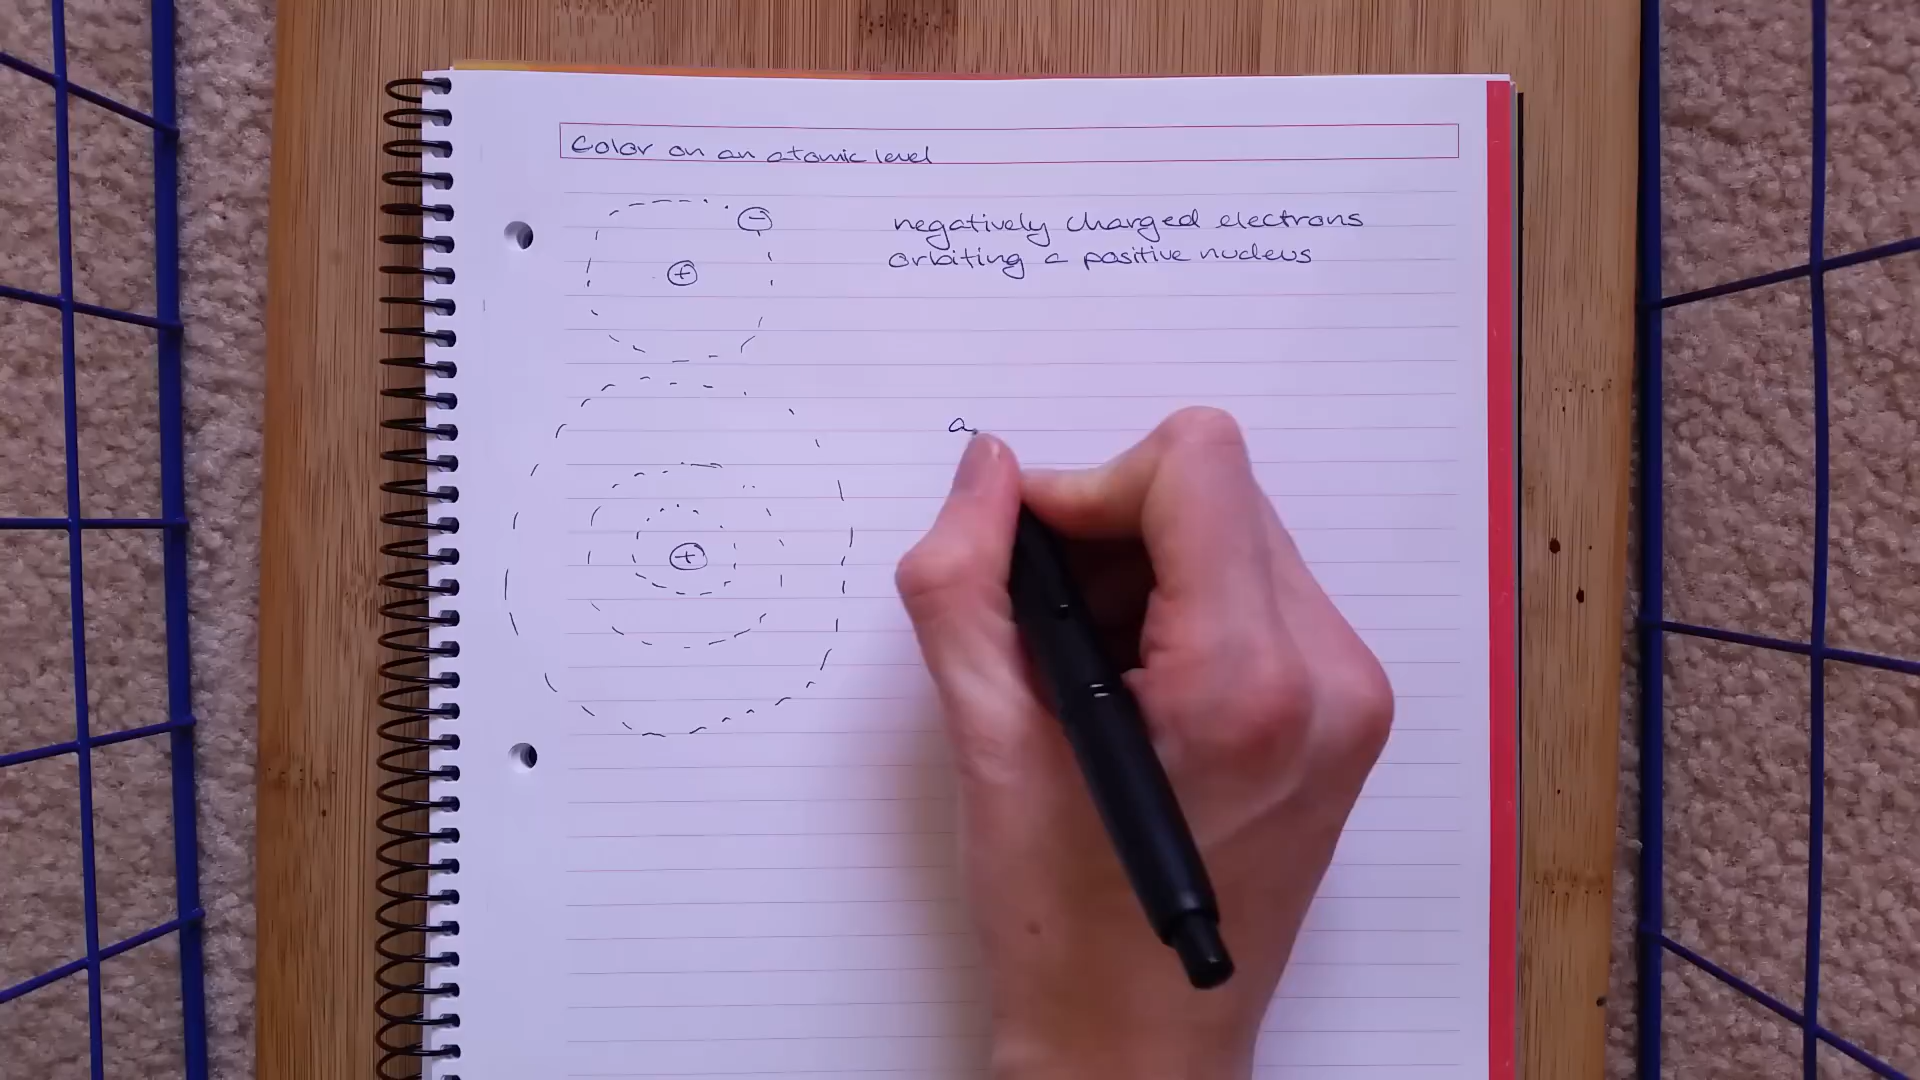 Color on an atomic level
−
+
negatively charged electrons
orbiting a positive nucleus
a
+